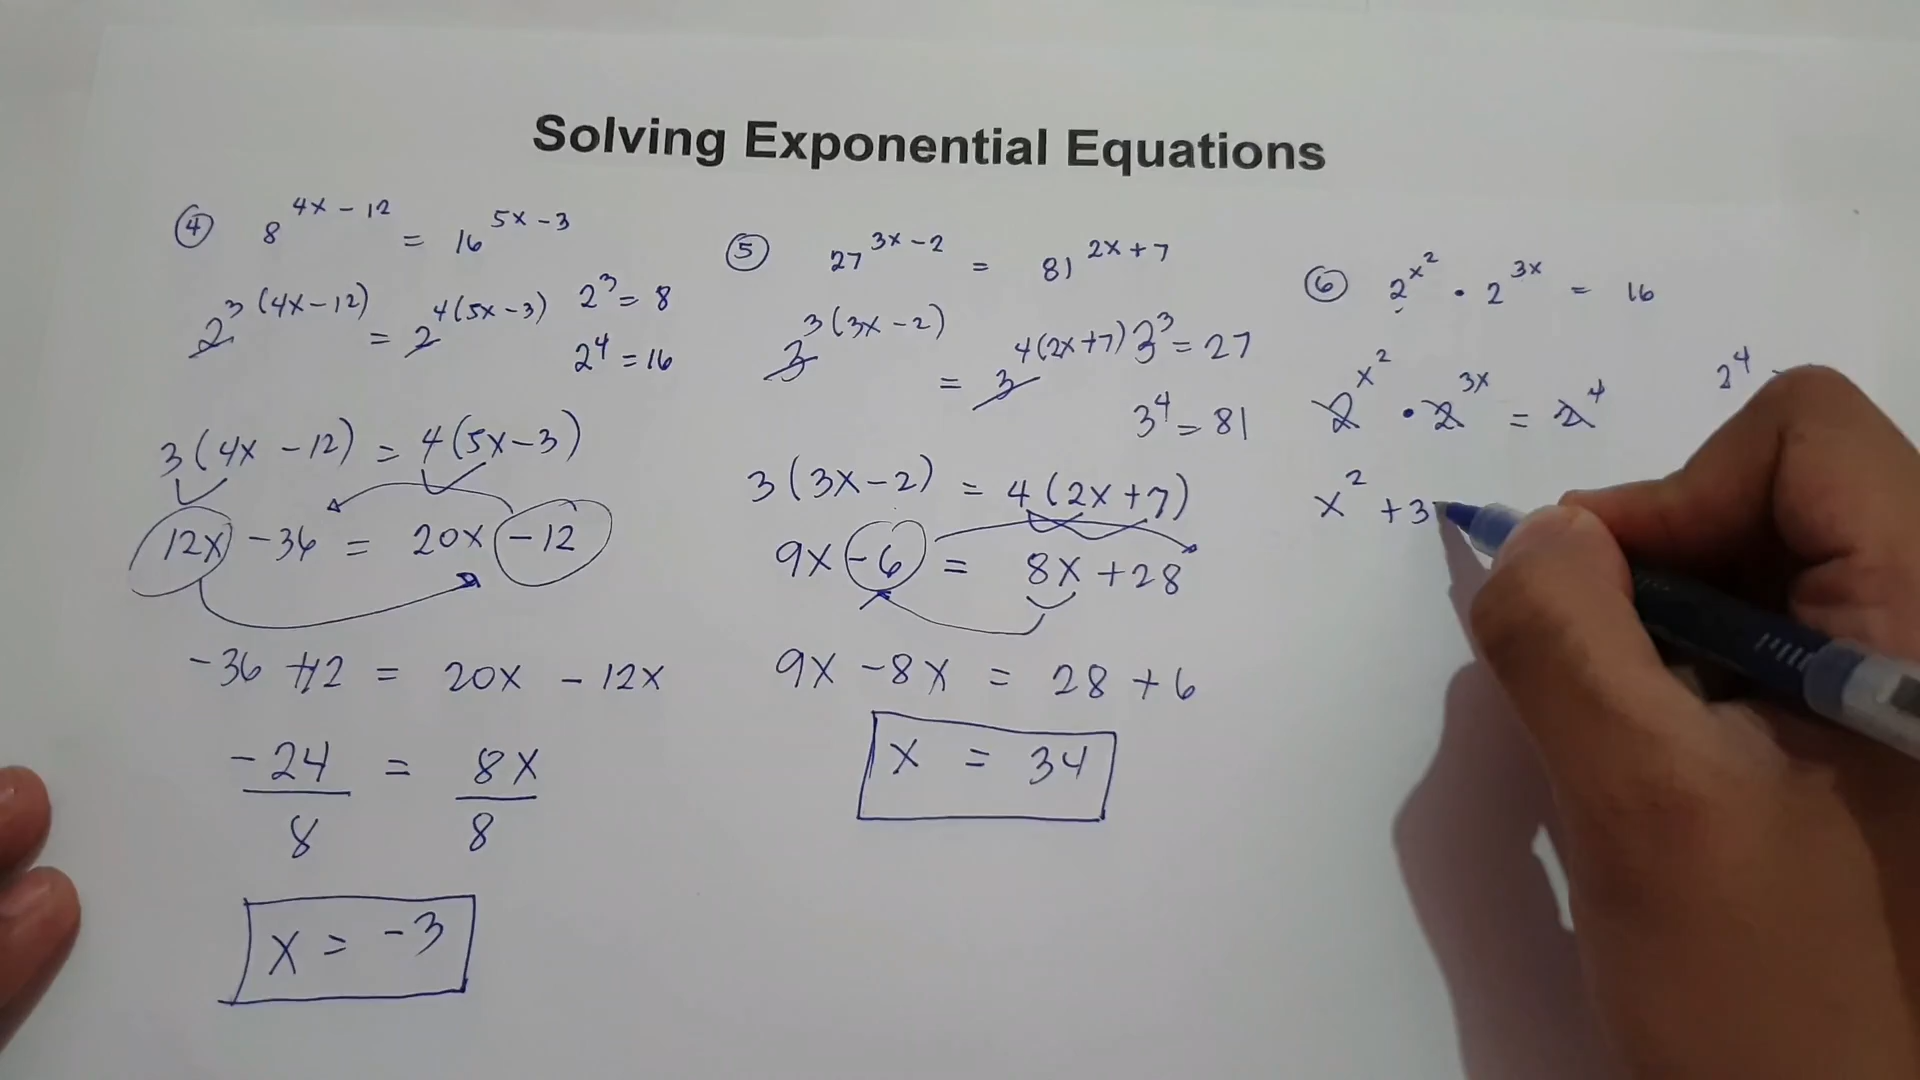 Solving Exponential Equations
④ 8^(4x-12) = 16^(5x-3)
2^3(4x-12) = 2^4(5x-3) 2^3 = 8
2^4 = 16
3(4x-12) = 4(5x-3)
12x -36 = 20x -12
-36 +12 = 20x - 12x
-24/8 = 8x/8
x = -3
⑤ 27^(3x-2) = 81^(2x+7)
3^3(3x-2) = 3^4(2x+7) 3^3 = 27
3^4 = 81
3(3x-2) = 4(2x+7)
9x -6 = 8x +28
9x -8x = 28 +6
x = 34
⑥ 2^x^2 • 2^3x = 16
2^x^2 • 2^3x = 2^4 2^4
x^2 +3